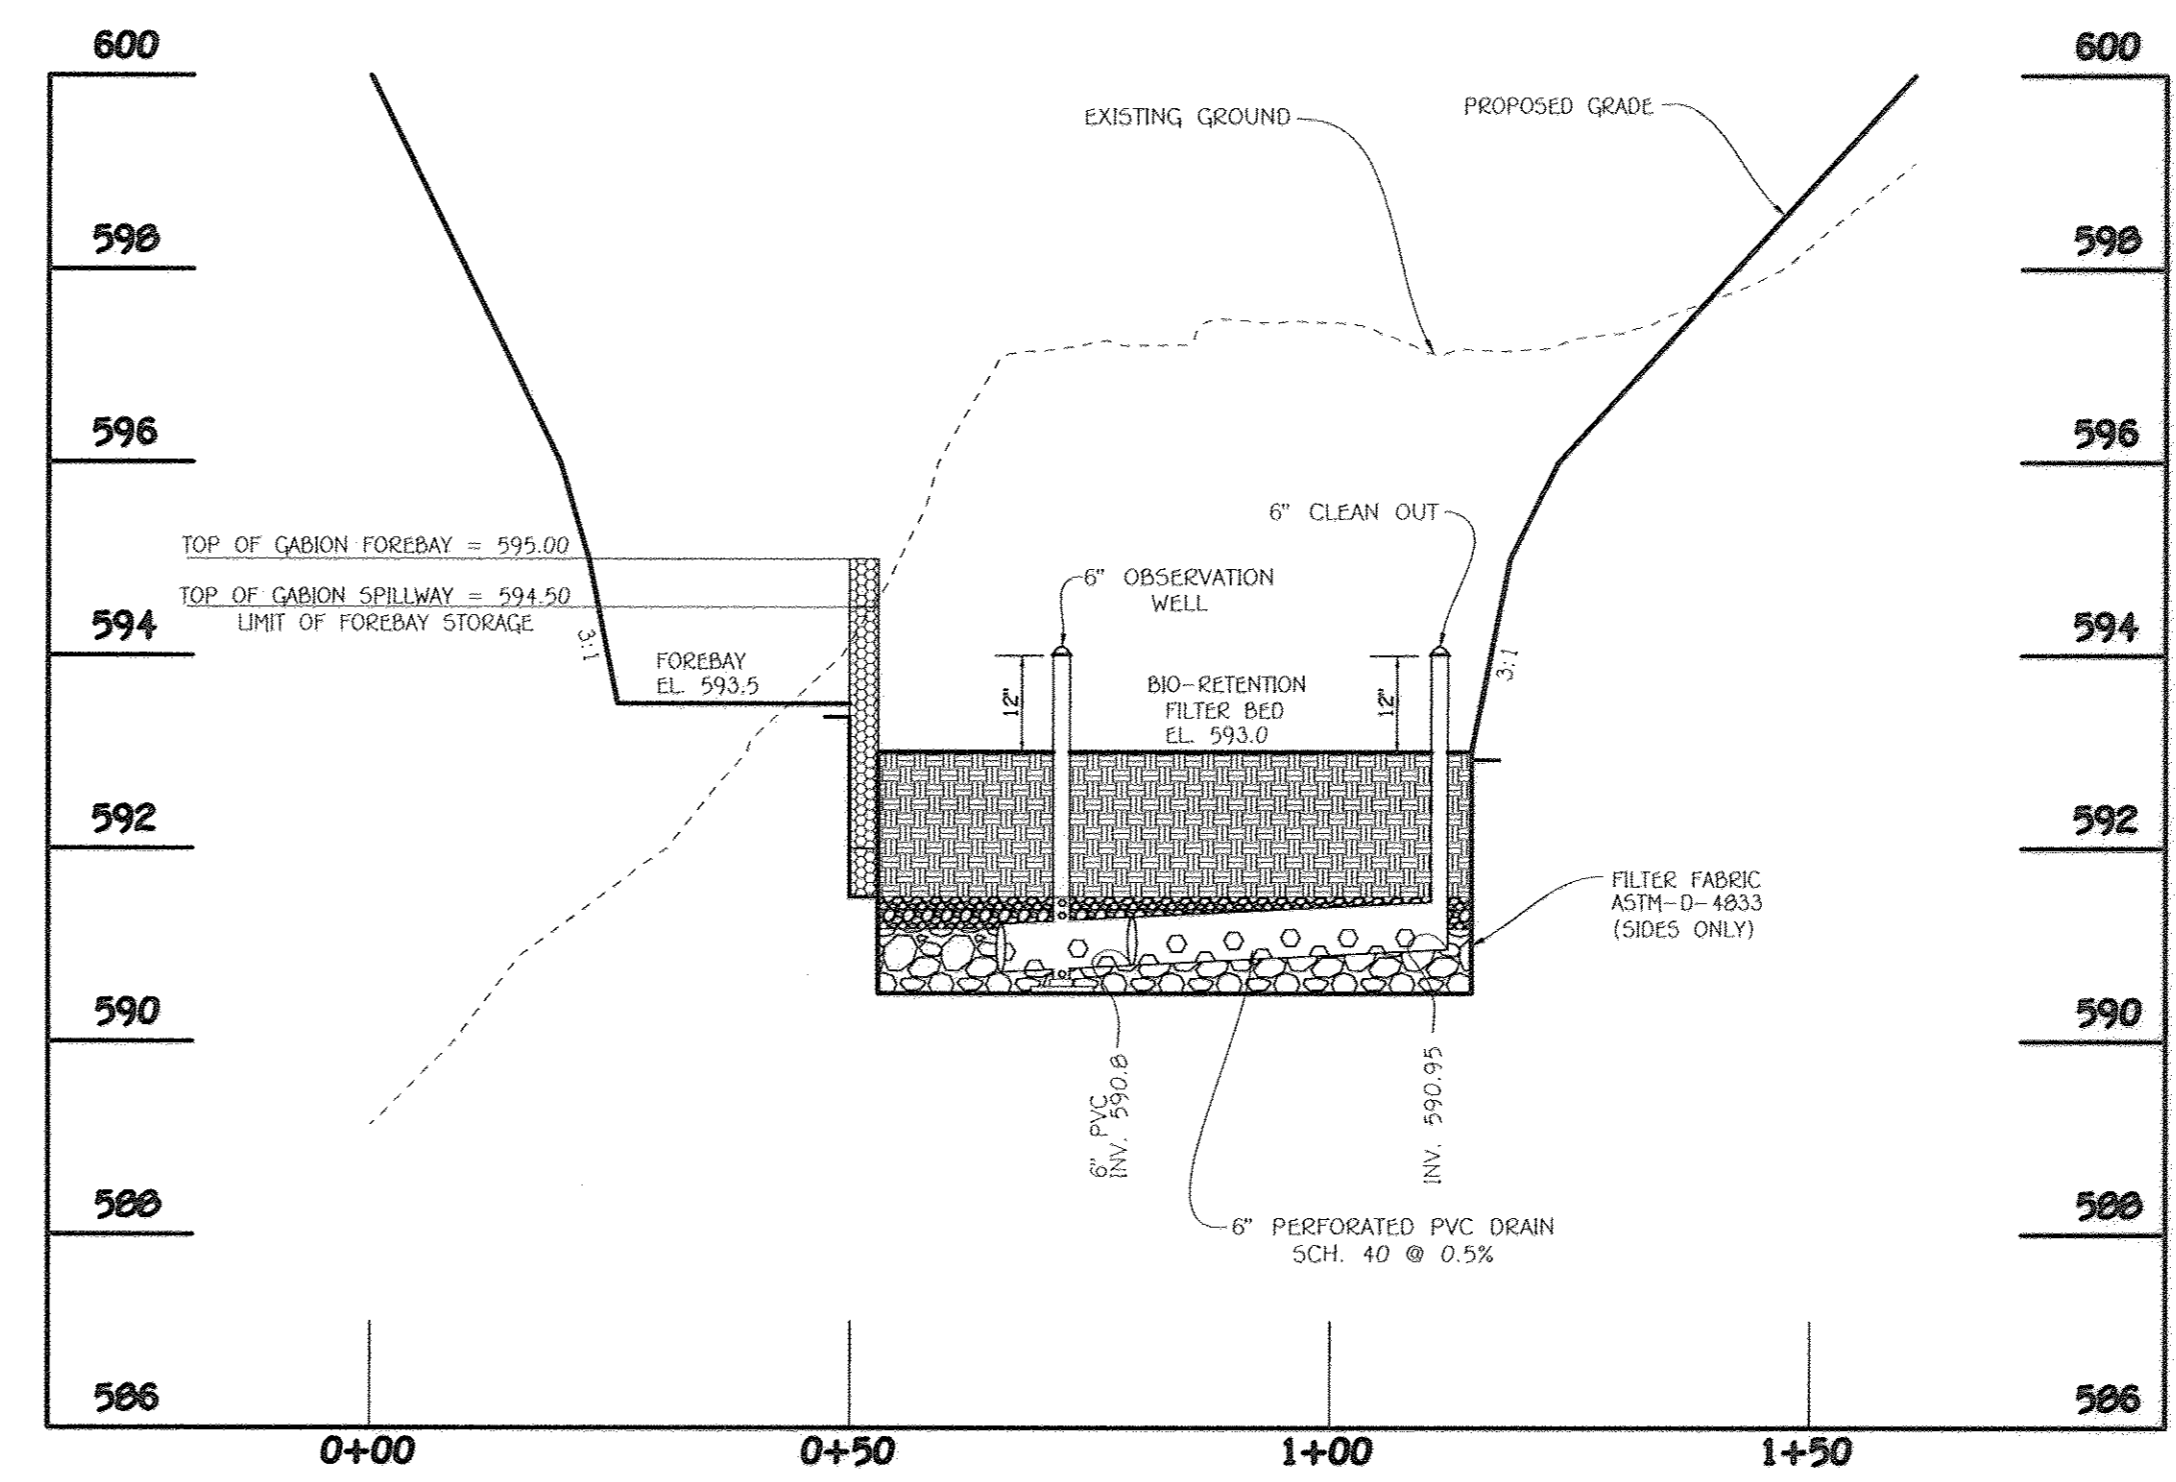 600
600
EXISTING GROUND
PROPOSED GRADE
598
598
596
596
6" CLEAN OUT
TOP OF GABION FOREBAY = 595.00
6" OBSERVATION
WELL
TOP OF GABION SPILLWAY = 594.50
LIMIT OF FOREBAY STORAGE
594
594
3:1
FOREBAY
EL. 593.5
12"
BIO-RETENTION
FILTER BED
EL. 593.0
12"
3:1
592
592
FILTER FABRIC
ASTM-D-4833
(SIDES ONLY)
590
590
6" PVC
INV. 590.8
INV. 590.95
588
588
6" PERFORATED PVC DRAIN
SCH. 40 @ 0.5%
586
586
0+00
0+50
1+00
1+50